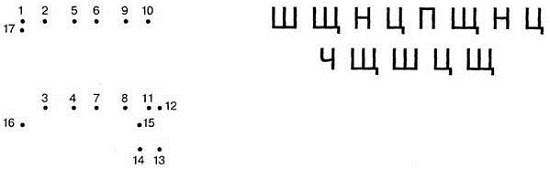 1 2 5 6 9 10
17
3 4 7 8 11 12
16 15
14 13
Ш Щ Н Ц П Щ Н Ц
Ч Щ Ш Ц Щ